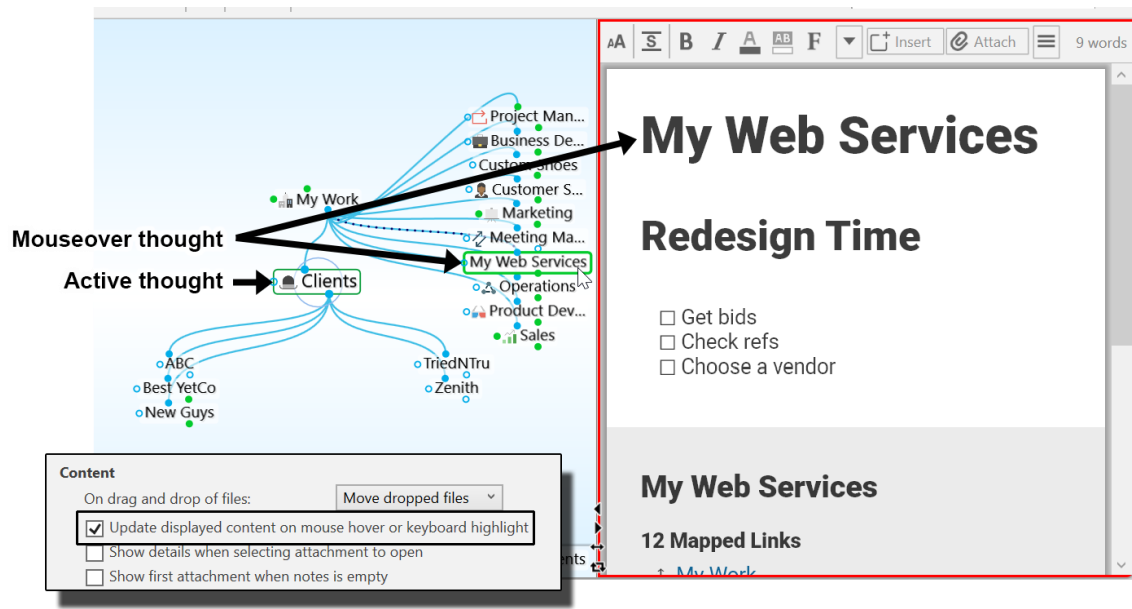 AA S B I A AB F Insert Attach 9 words
My Web Services
Redesign Time
Get bids
Check refs
Choose a vendor
My Web Services
12 Mapped Links
My Work
Project Man...
Business De...
Custom Shoes
Customer S...
My Work
Marketing
Mouseover thought
Meeting Ma...
My Web Services
Active thought
Clients
Operations
Product Dev...
Sales
ABC
TriedNTru
Best YetCo
Zenith
New Guys
Content
On drag and drop of files: Move dropped files
Update displayed content on mouse hover or keyboard highlight
Show details when selecting attachment to open
Show first attachment when notes is empty